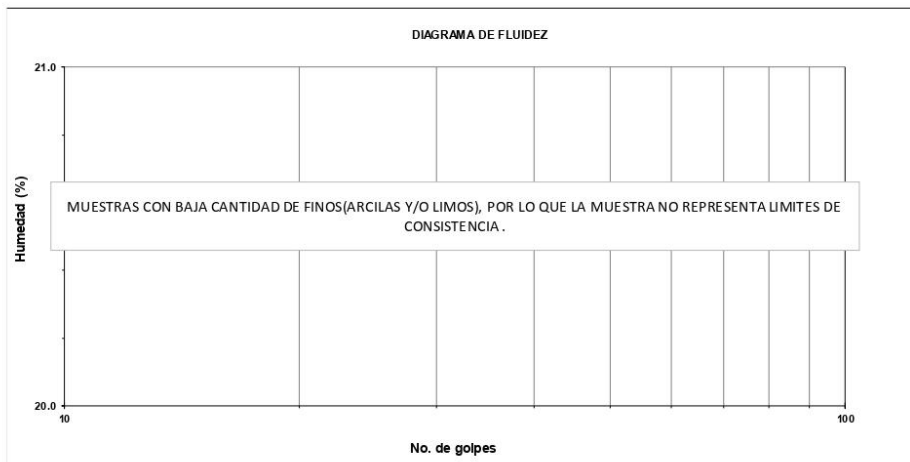 DIAGRAMA DE FLUIDEZ
21.0
Humedad (%)
MUESTRAS CON BAJA CANTIDAD DE FINOS(ARCILAS Y/O LIMOS), POR LO QUE LA MUESTRA NO REPRESENTA LIMITES DE
CONSISTENCIA .
20.0
10
100
No. de golpes